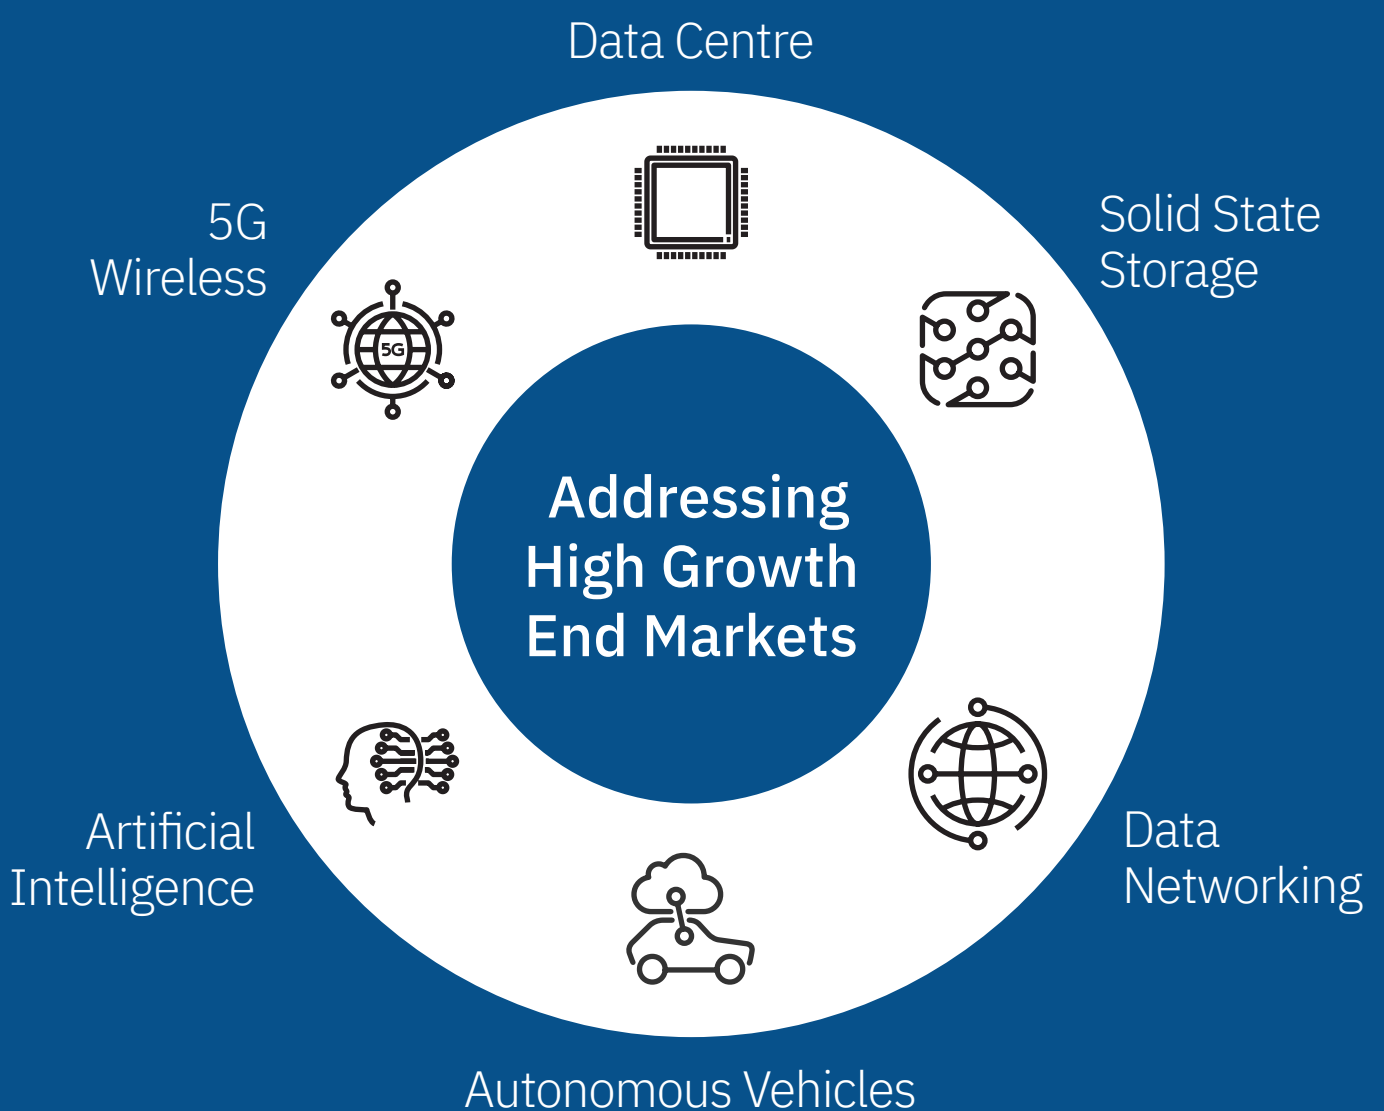 Data Centre
5G
Wireless
Solid State
Storage
5G
Addressing
High Growth
End Markets
Artificial
Intelligence
Data
Networking
Autonomous Vehicles